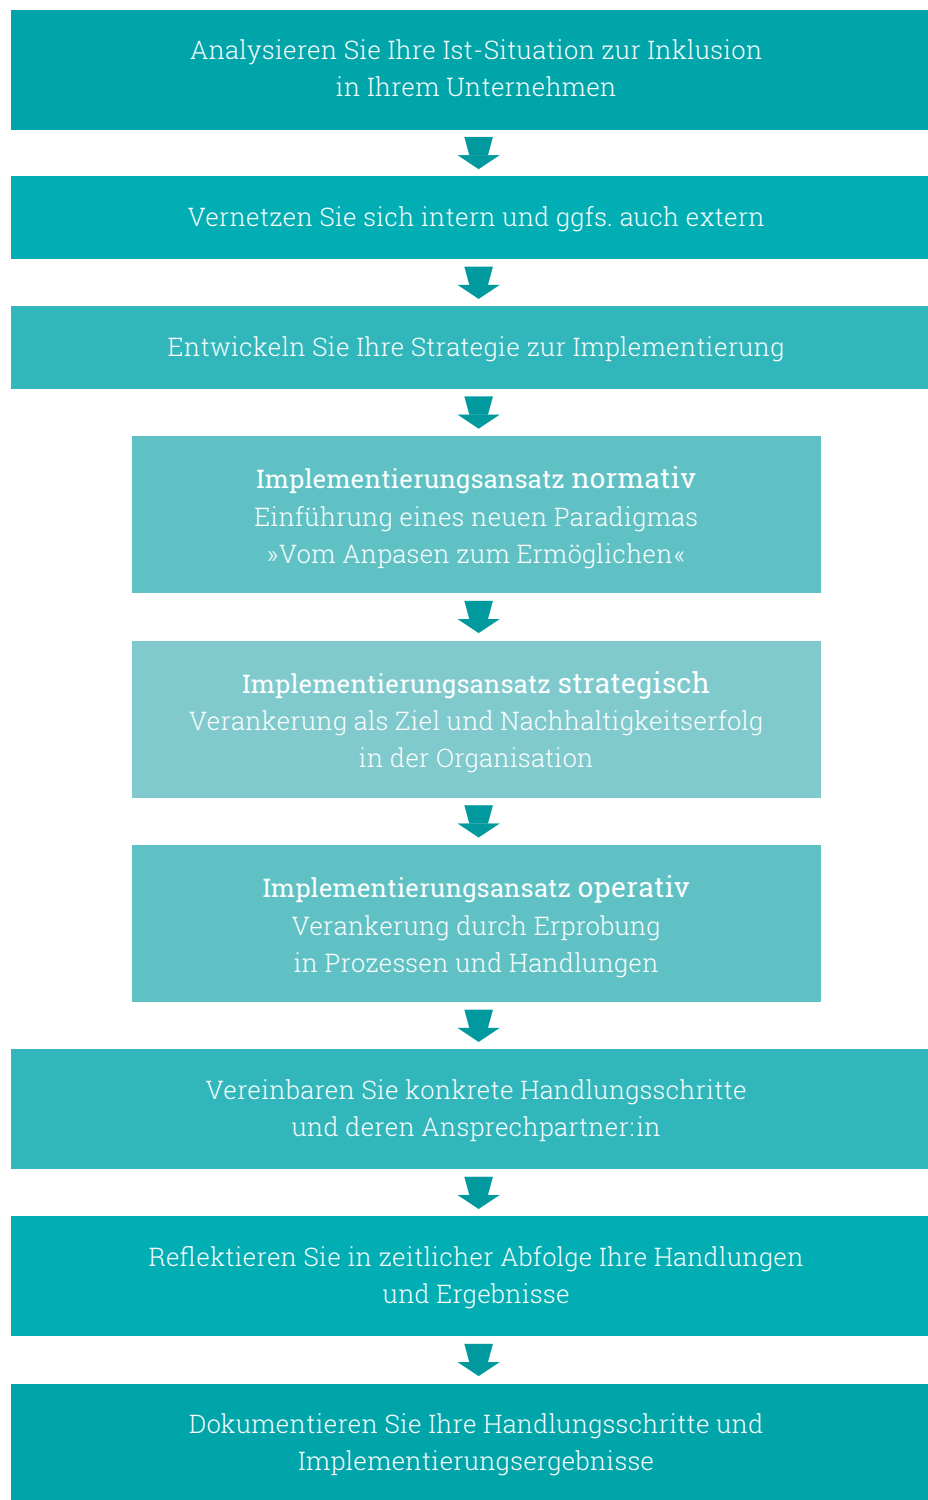 Analysieren Sie Ihre Ist-Situation zur Inklusion
in Ihrem Unternehmen
Vernetzen Sie sich intern und ggfs. auch extern
Entwickeln Sie Ihre Strategie zur Implementierung
Implementierungsansatz normativ
Einführung eines neuen Paradigmas
»Vom Anpasen zum Ermöglichen«
Implementierungsansatz strategisch
Verankerung als Ziel und Nachhaltigkeitserfolg
in der Organisation
Implementierungsansatz operativ
Verankerung durch Erprobung
in Prozessen und Handlungen
Vereinbaren Sie konkrete Handlungsschritte
und deren Ansprechpartner:in
Reflektieren Sie in zeitlicher Abfolge Ihre Handlungen
und Ergebnisse
Dokumentieren Sie Ihre Handlungsschritte und
Implementierungsergebnisse